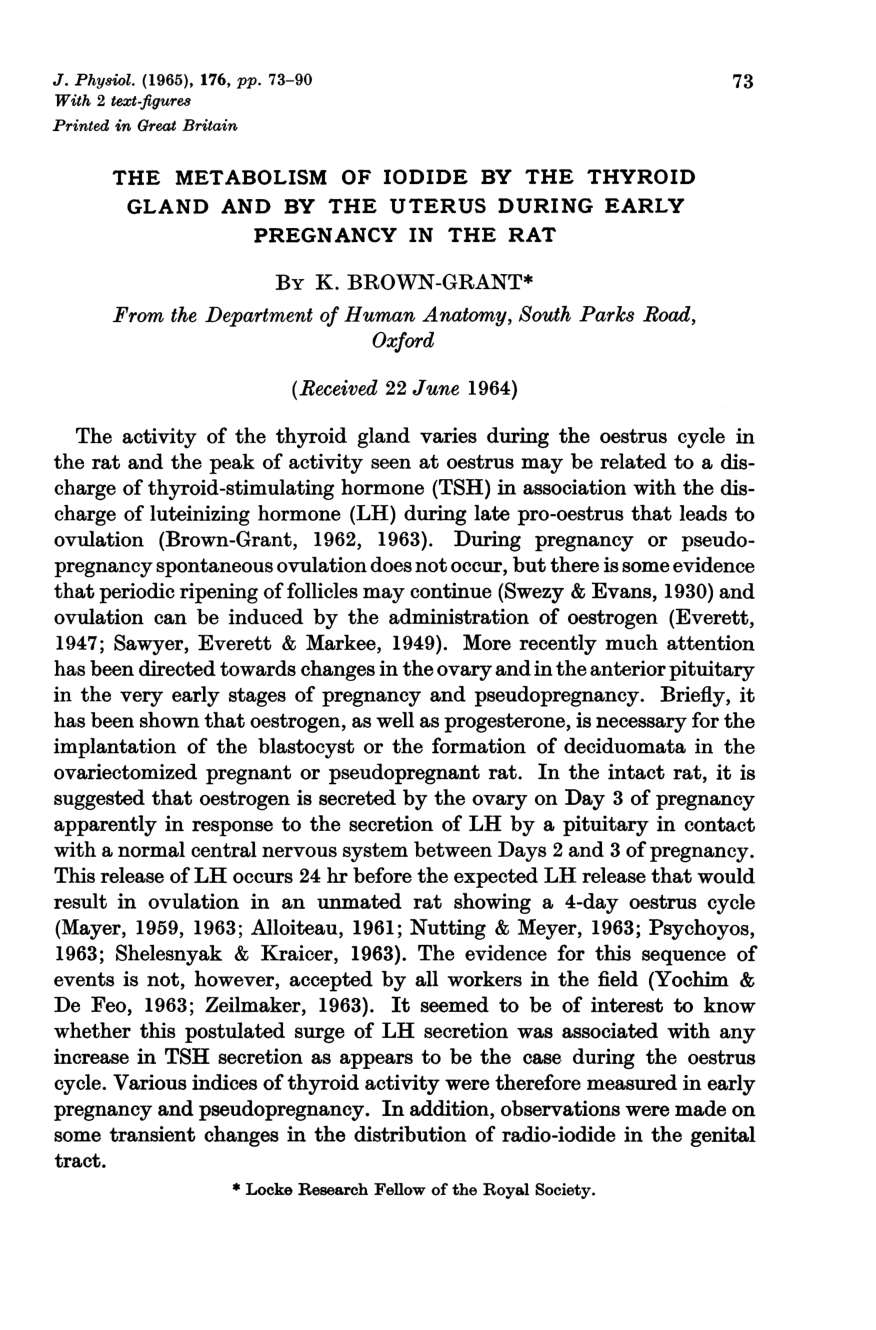 J. Physiol. (1965), 176, pp. 73–90
73
With 2 text-figures
Printed in Great Britain
THE METABOLISM OF IODIDE BY THE THYROID
GLAND AND BY THE UTERUS DURING EARLY
PREGNANCY IN THE RAT
By K. BROWN-GRANT*
From the Department of Human Anatomy, South Parks Road,
Oxford
(Received 22 June 1964)
The activity of the thyroid gland varies during the oestrus cycle in
the rat and the peak of activity seen at oestrus may be related to a dis-
charge of thyroid-stimulating hormone (TSH) in association with the dis-
charge of luteinizing hormone (LH) during late pro-oestrus that leads to
ovulation (Brown-Grant, 1962, 1963). During pregnancy or pseudo-
pregnancy spontaneous ovulation does not occur, but there is some evidence
that periodic ripening of follicles may continue (Swezy & Evans, 1930) and
ovulation can be induced by the administration of oestrogen (Everett,
1947; Sawyer, Everett & Markee, 1949). More recently much attention
has been directed towards changes in the ovary and in the anterior pituitary
in the very early stages of pregnancy and pseudopregnancy. Briefly, it
has been shown that oestrogen, as well as progesterone, is necessary for the
implantation of the blastocyst or the formation of deciduomata in the
ovariectomized pregnant or pseudopregnant rat. In the intact rat, it is
suggested that oestrogen is secreted by the ovary on Day 3 of pregnancy
apparently in response to the secretion of LH by a pituitary in contact
with a normal central nervous system between Days 2 and 3 of pregnancy.
This release of LH occurs 24 hr before the expected LH release that would
result in ovulation in an unmated rat showing a 4-day oestrus cycle
(Mayer, 1959, 1963; Alloiteau, 1961; Nutting & Meyer, 1963; Psychoyos,
1963; Shelesnyak & Kraicer, 1963). The evidence for this sequence of
events is not, however, accepted by all workers in the field (Yochim &
De Feo, 1963; Zeilmaker, 1963). It seemed to be of interest to know
whether this postulated surge of LH secretion was associated with any
increase in TSH secretion as appears to be the case during the oestrus
cycle. Various indices of thyroid activity were therefore measured in early
pregnancy and pseudopregnancy. In addition, observations were made on
some transient changes in the distribution of radio-iodide in the genital
tract.
* Locke Research Fellow of the Royal Society.